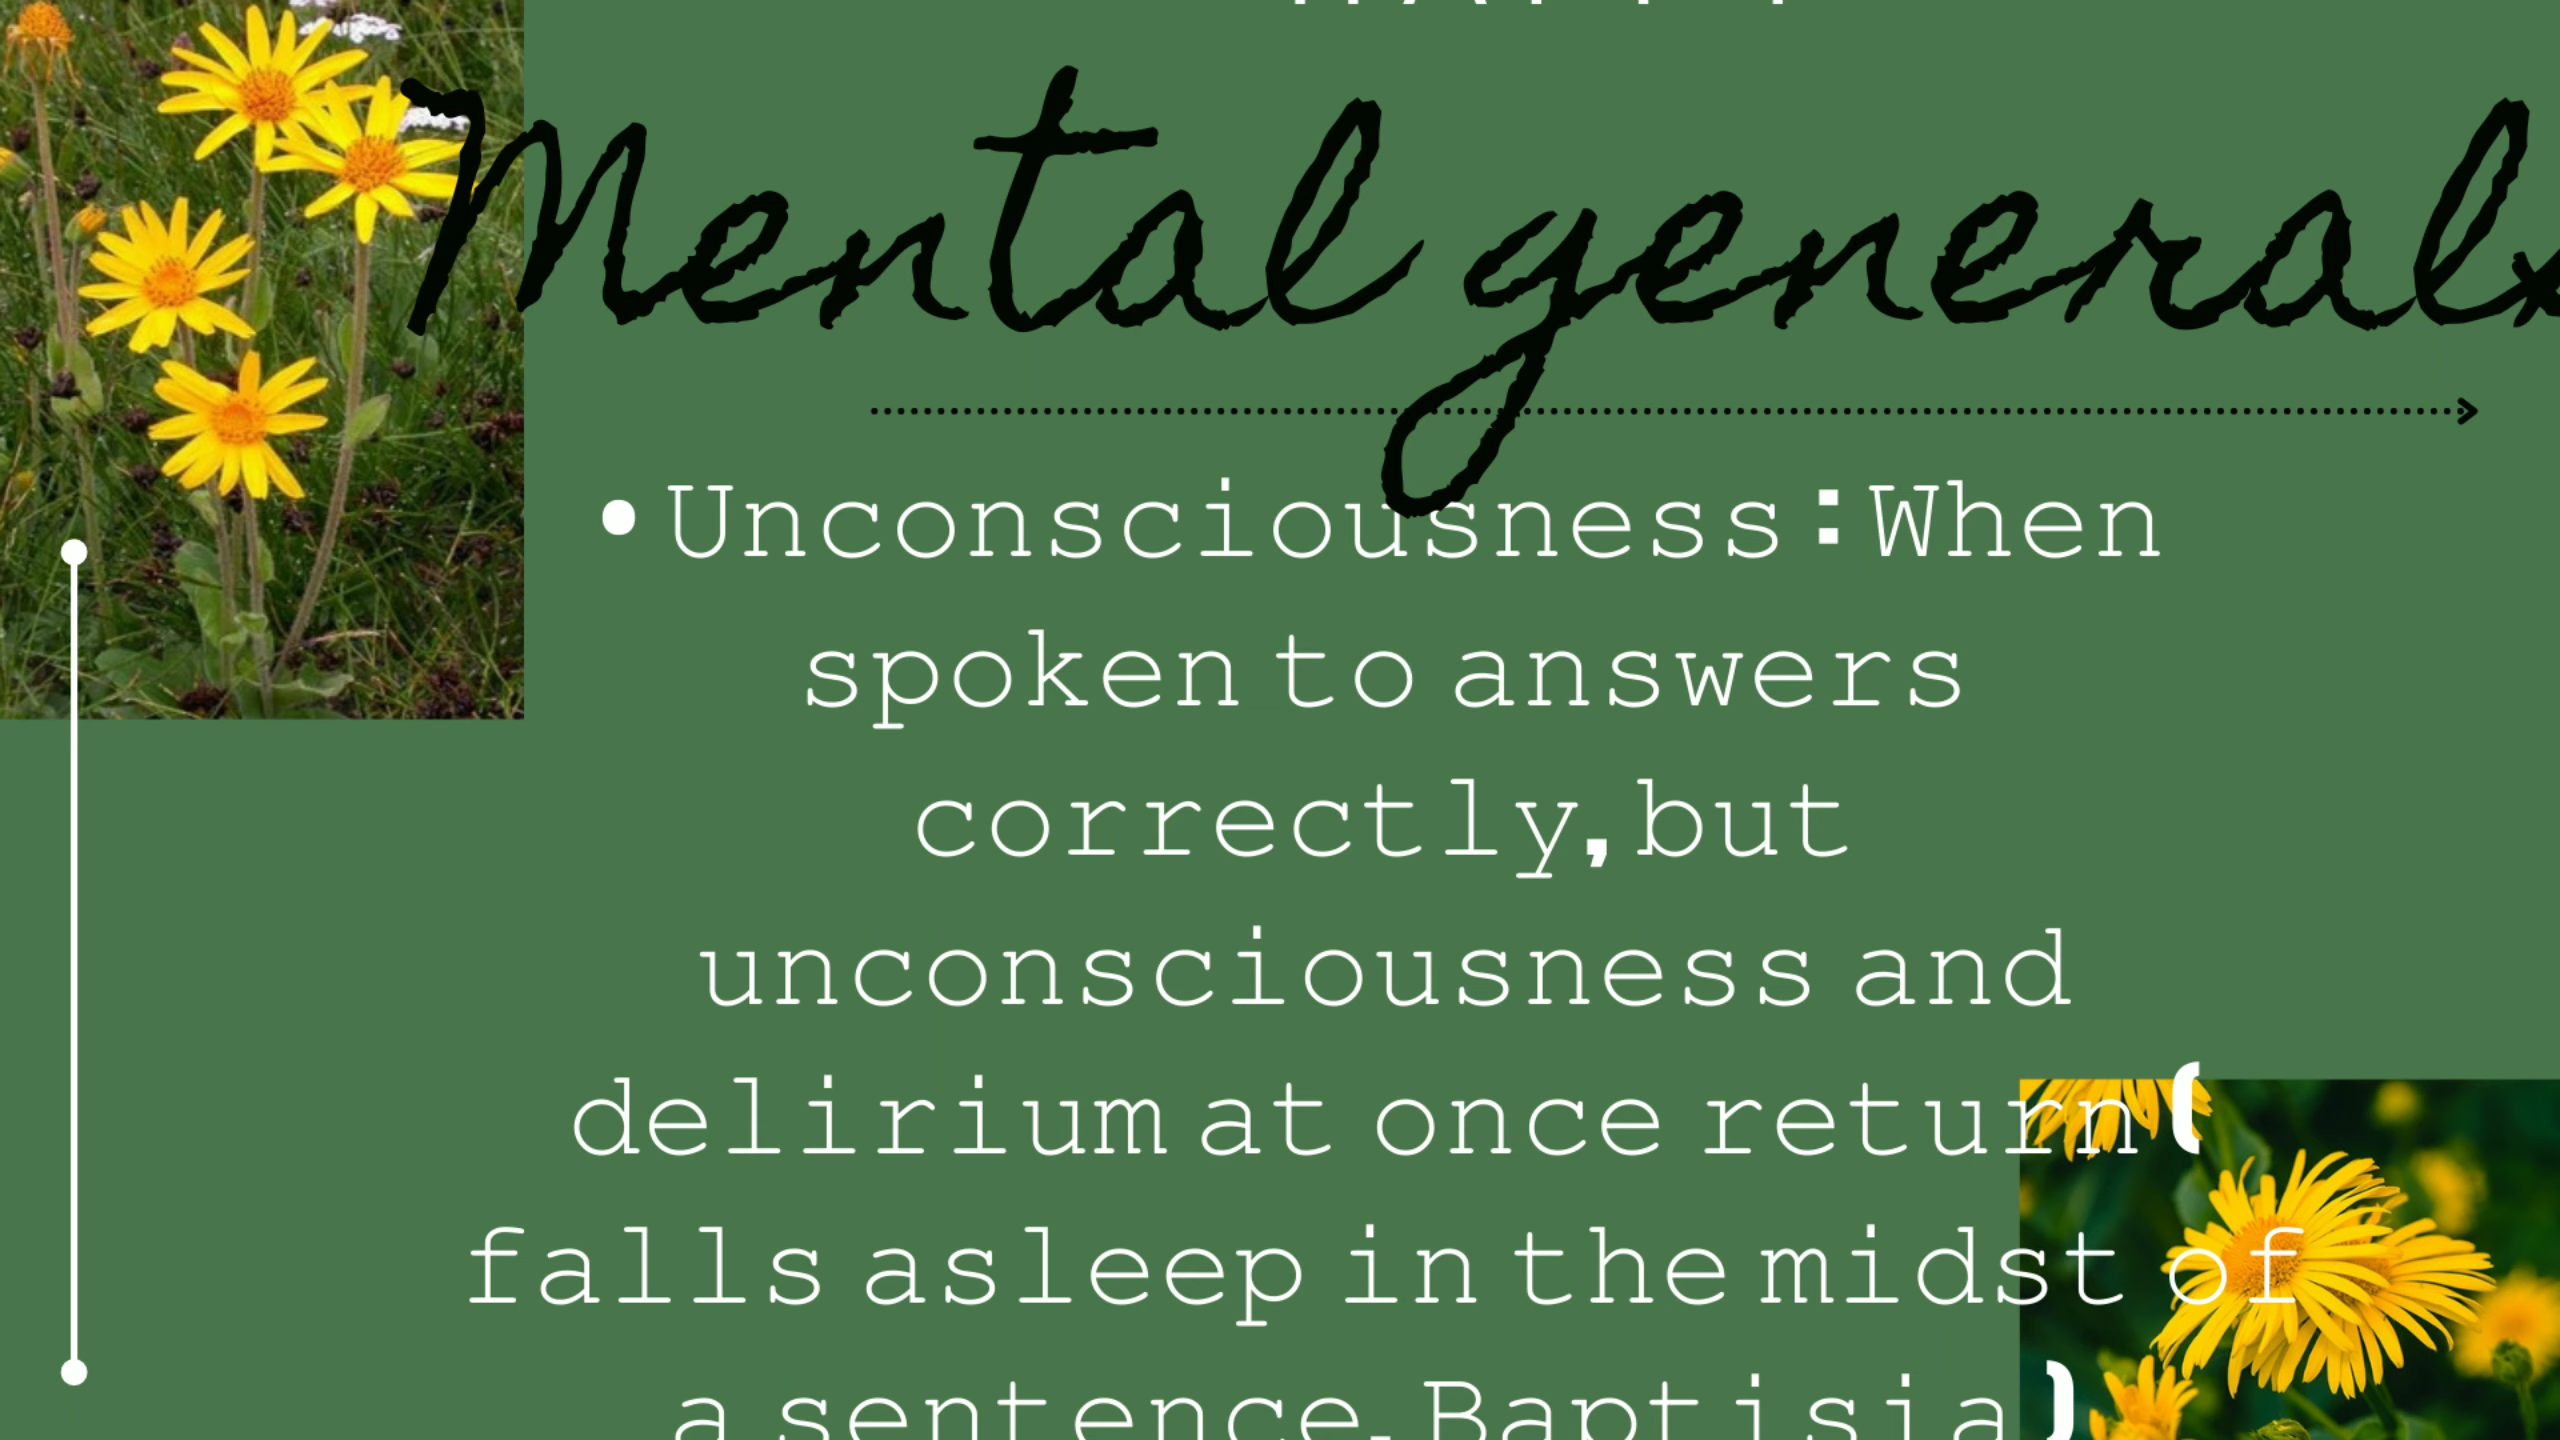 Mental generals
•Unconsciousness:When
spoken to answers
correctly,but
unconsciousness and
delirium at once return(
falls asleep in the midst of
a sentence.Baptisia)